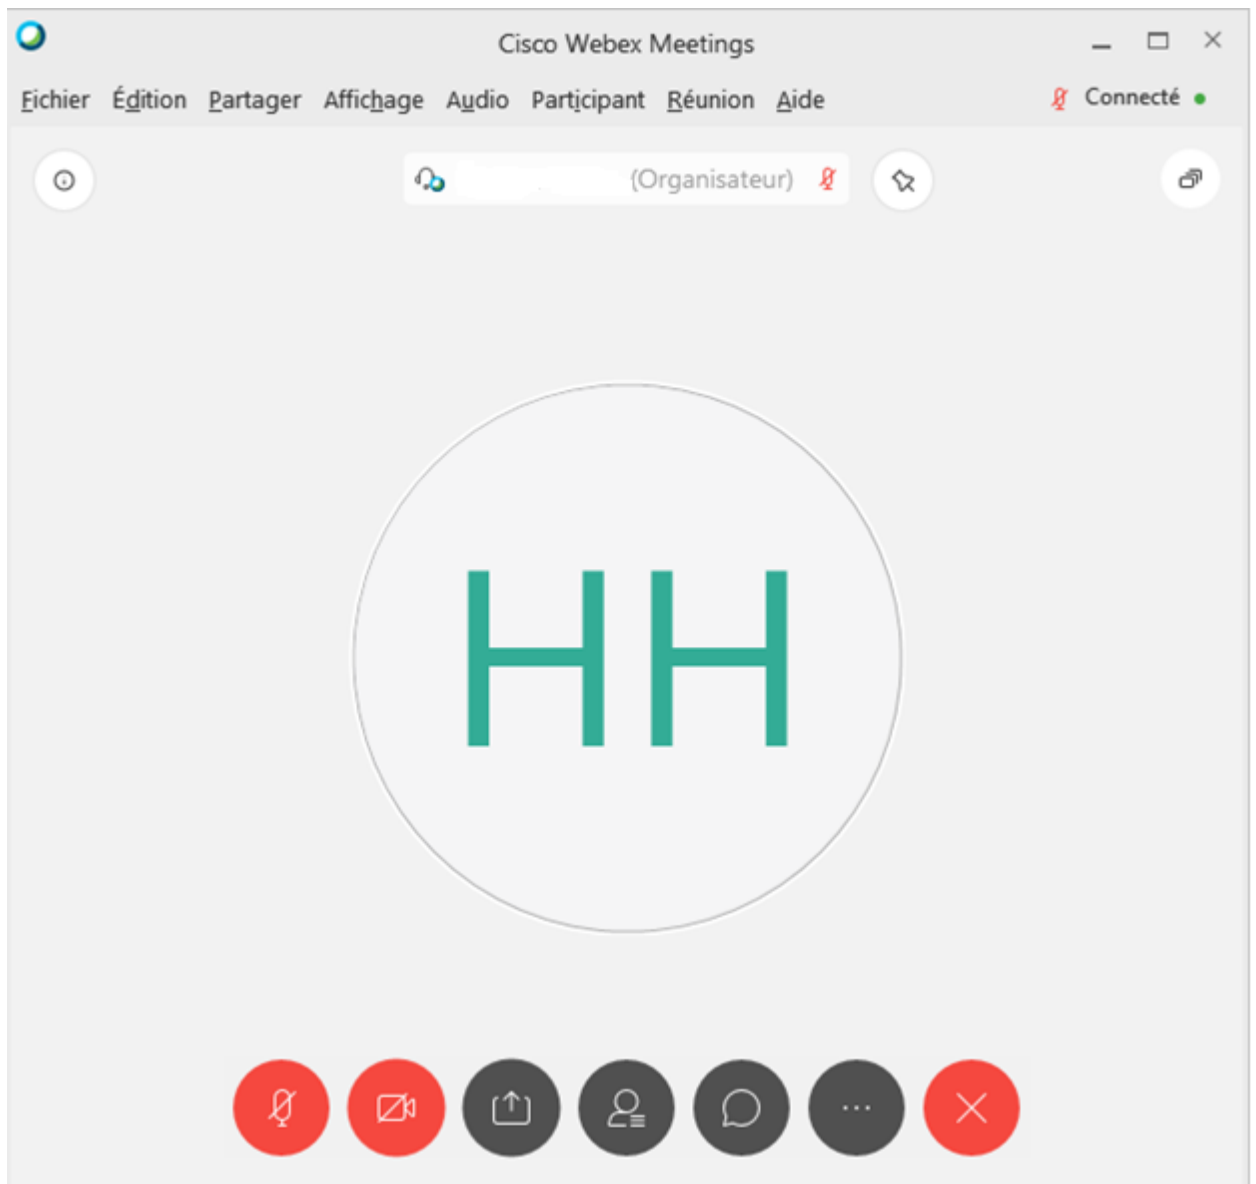 Cisco Webex Meetings
Fichier Édition Partager Affichage Audio Participant Réunion Aide Connecté
(Organisateur)
HH